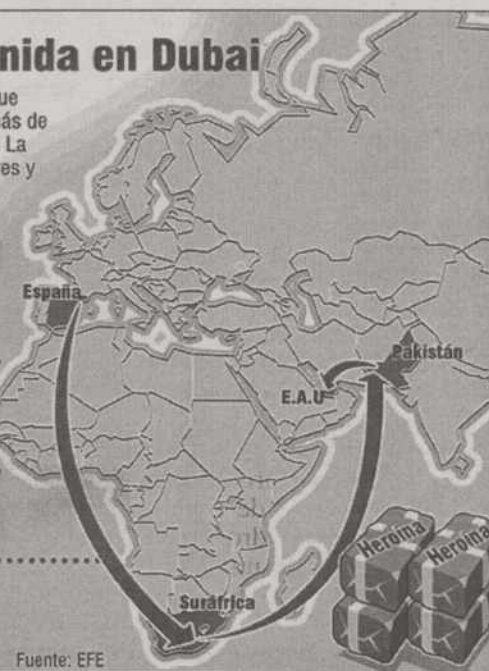 nida en Dubai
ue
ás de
La
es y
España
Pakistán
E.A.U
Heroína
Heroína
Suráfrica
Fuente: EFE